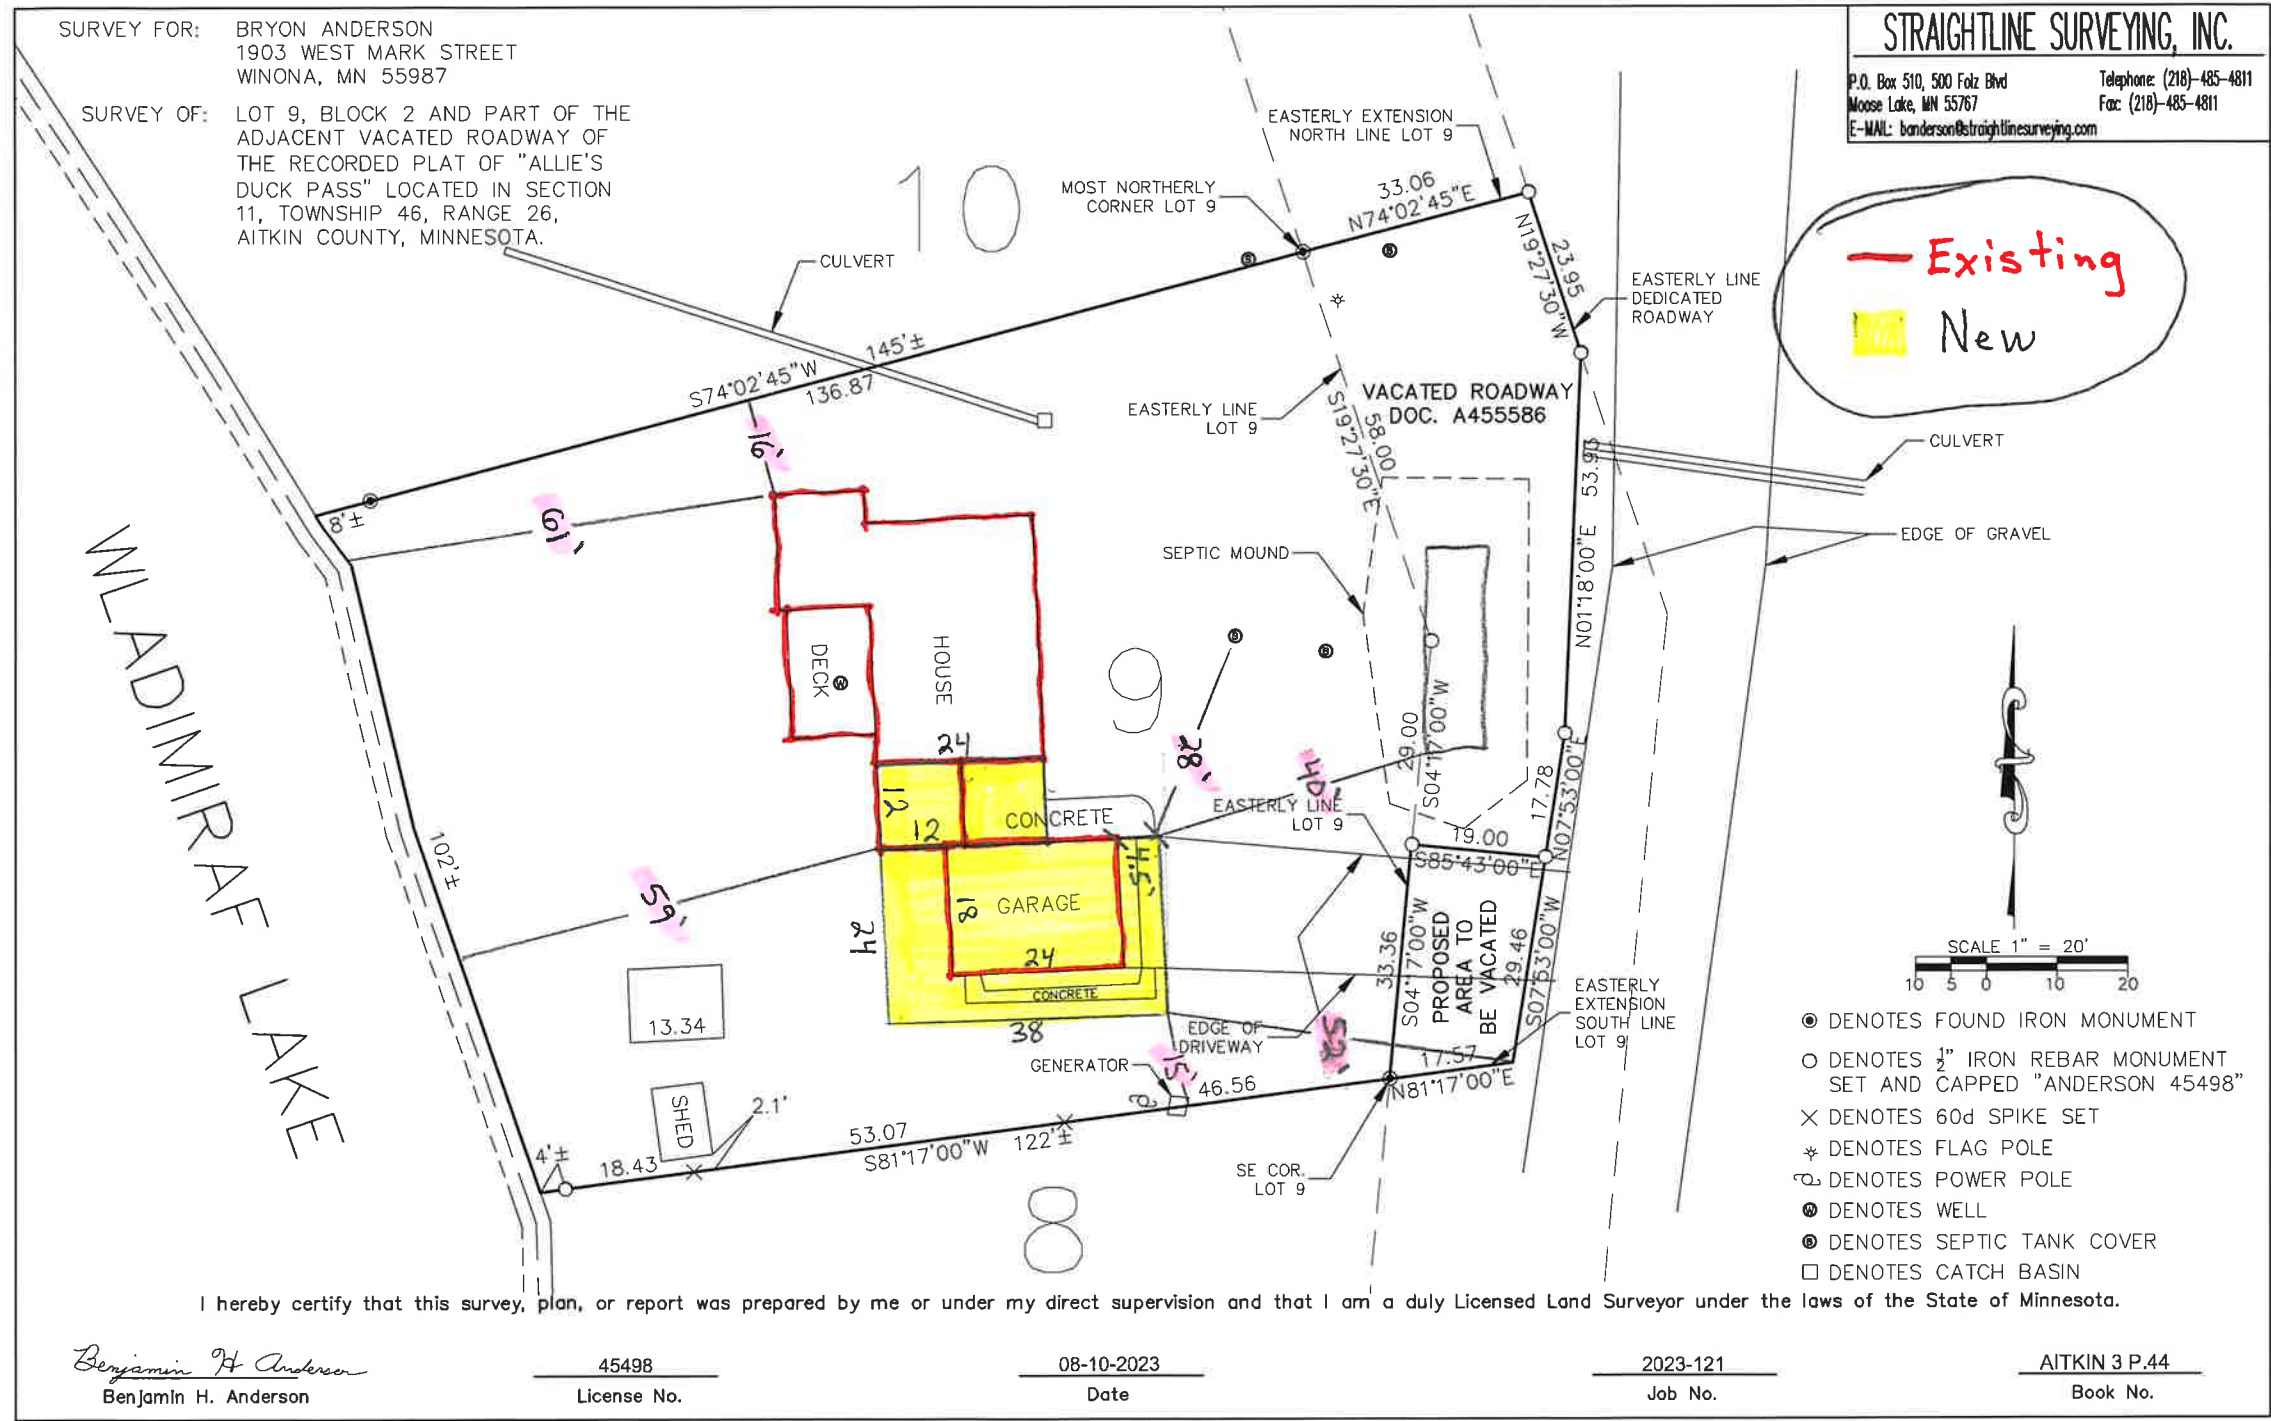 SURVEY FOR: BRYON ANDERSON
1903 WEST MARK STREET
WINONA, MN 55987
SURVEY OF: LOT 9, BLOCK 2 AND PART OF THE
ADJACENT VACATED ROADWAY OF
THE RECORDED PLAT OF "ALLIE'S
DUCK PASS" LOCATED IN SECTION
11, TOWNSHIP 46, RANGE 26,
AITKIN COUNTY, MINNESOTA.
STRAIGHTLINE SURVEYING, INC.
P.O. Box 510, 500 Folz Blvd
Moose Lake, MN 55767
E-MAIL: banderson@straightlinesurveying.com
Telephone: (218)-485-4811
Fax: (218)-485-4811
Existing
New
10
EASTERLY EXTENSION
NORTH LINE LOT 9
MOST NORTHERLY
CORNER LOT 9
33.06
N74°02'45"E
N19°27'30"W
23.95
EASTERLY LINE
DEDICATED
ROADWAY
CULVERT
145'±
S74°02'45"W
136.87
16'
EASTERLY LINE
LOT 9
VACATED ROADWAY
DOC. A455586
58.00
S19°27'30"E
CULVERT
53.93
N01°18'00"E
EDGE OF GRAVEL
8'±
61'
SEPTIC MOUND
WLADIMIRAF LAKE
DECK
HOUSE
9
24
12
12
CONCRETE
28'
40'
29.00
S04°17'00"W
17.78
N07°53'00"E
EASTERLY LINE
LOT 9
19.00
S85°43'00"E
102'±
59'
24
18
GARAGE
24
4.5'
CONCRETE
38
13.34
33.36
S04°17'00"W
PROPOSED
AREA TO
BE VACATED
29.46
S07°53'00"W
EASTERLY
EXTENSION
SOUTH LINE
LOT 9
EDGE OF
DRIVEWAY
52'
15'
GENERATOR
17.57
N81°17'00"E
46.56
SHED
2.1'
4'±
18.43
53.07
S81°17'00"W
122'±
SE COR.
LOT 9
8
SCALE 1" = 20'
10 5 0 10 20
DENOTES FOUND IRON MONUMENT
DENOTES ½" IRON REBAR MONUMENT
SET AND CAPPED "ANDERSON 45498"
DENOTES 60d SPIKE SET
DENOTES FLAG POLE
DENOTES POWER POLE
DENOTES WELL
DENOTES SEPTIC TANK COVER
DENOTES CATCH BASIN
I hereby certify that this survey, plan, or report was prepared by me or under my direct supervision and that I am a duly Licensed Land Surveyor under the laws of the State of Minnesota.
Benjamin H Anderson
Benjamin H. Anderson
45498
License No.
08-10-2023
Date
2023-121
Job No.
AITKIN 3 P.44
Book No.